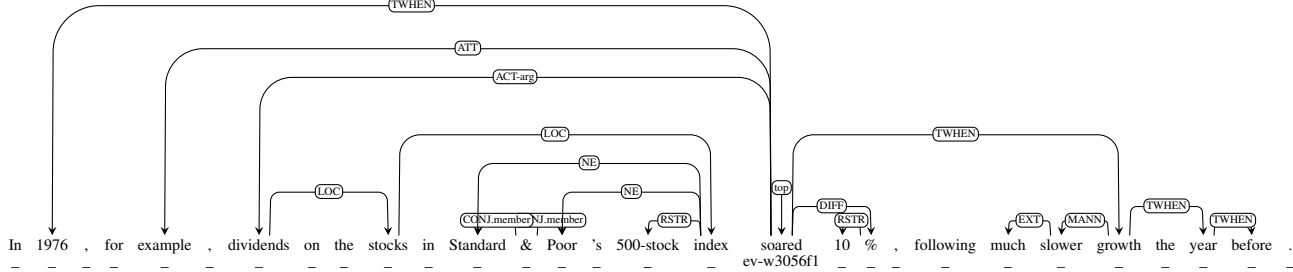 TWHEN
ATT
ACT-arg
LOC TWHEN
NE
top
LOC NE DIFF TWHEN
CONJ.member NJ.member RSTR RSTR EXT MANN TWHEN
In 1976 , for example , dividends on the stocks in Standard & Poor 's 500-stock index soared 10 % , following much slower growth the year before .
_ _ _ _ _ _ _ _ _ _ _ _ _ _ _ _ _ ev-w3056f1 _ _ _ _ _ _ _ _ _ _ _